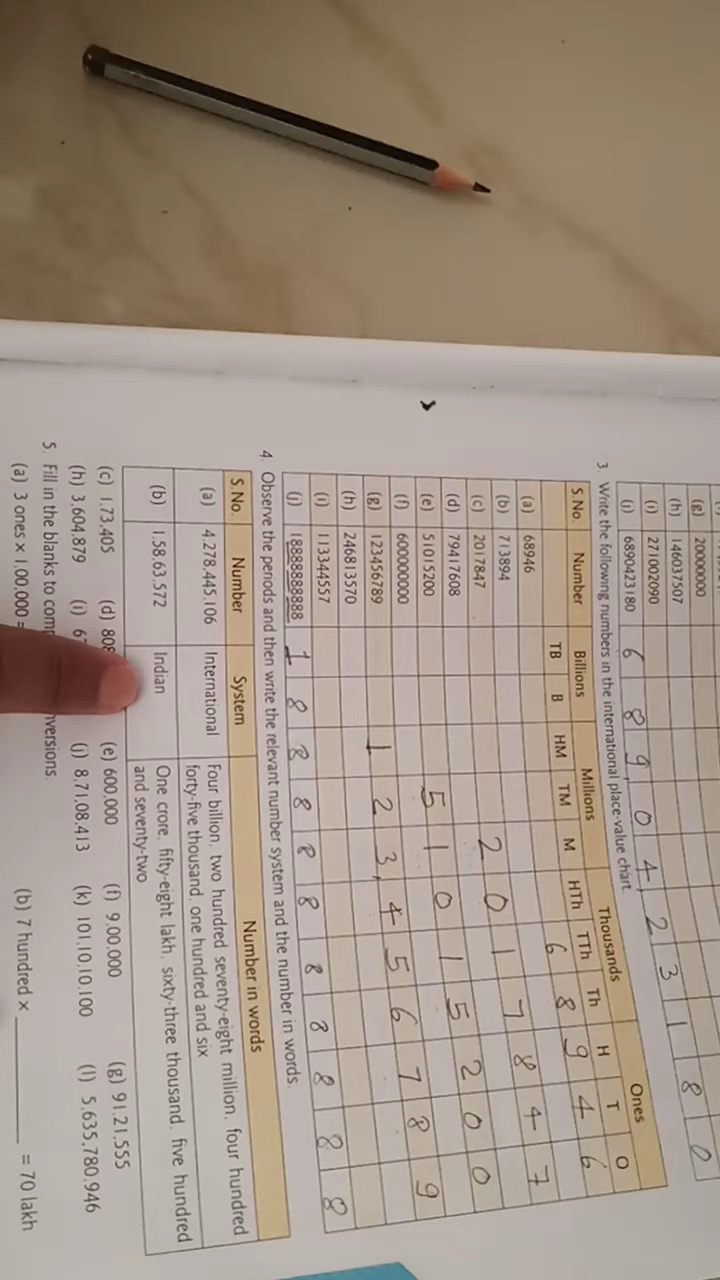 (g) 20000000
(h) 146037507
(i) 271002090
(j) 6890423180 6 8 9, 0 4, 2 3 1 8 0
3 Write the following numbers in the international place-value chart.
S.No. Number Billions Millions Thousands Ones
TB B HM TM M HTh TTh Th H T O
(a) 68946 6 8 9 4 6
(b) 713894
(c) 2017847 2 0 1 7 8 4 7
(d) 79417608
(e) 51015200 5 1 0 1 5 2 0 0
(f) 600000000
(g) 123456789 1 2 3, 4 5 6 7 8 9
(h) 246813570
(i) 113344557
(j) 18888888888 1 8 8 8 8 8 8 8 8 8 8
4. Observe the periods and then write the relevant number system and the number in words.
S.No. Number System Number in words
(a) 4,278,445,106 International Four billion, two hundred seventy-eight million, four hundred
forty-five thousand, one hundred and six
(b) 1,58,63,572 Indian One crore, fifty-eight lakh, sixty-three thousand, five hundred
and seventy-two
(c) 1,73,405 (d) (e) 600,000 (f) 9,00,000 (g) 91,21,555
(h) 3,604,879 (i) (j) 8,71,08,413 (k) 101,10,10,100 (l) 5,635,780,946
5. Fill in the blanks to
(a) 3 ones × 1,00,000 = (b) 7 hundred × ________ = 70 lakh